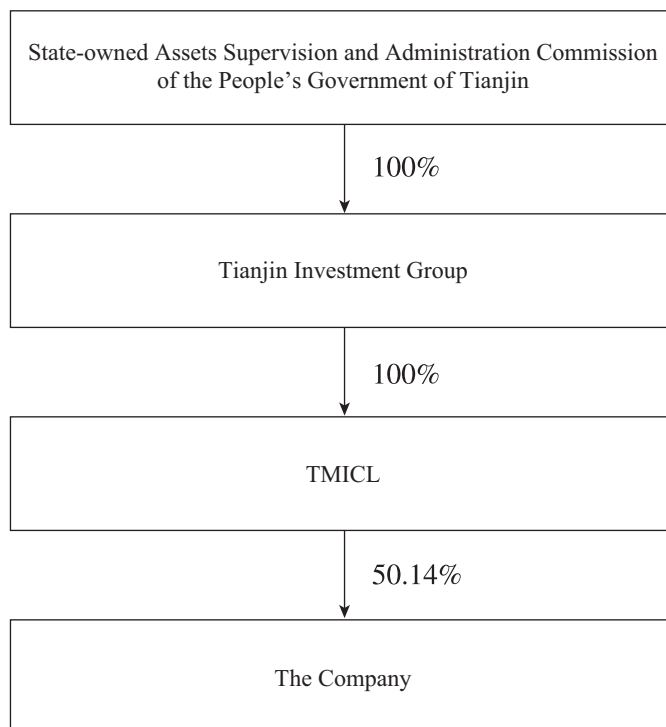 State-owned Assets Supervision and Administration Commission
of the People’s Government of Tianjin
100%
Tianjin Investment Group
100%
TMICL
50.14%
The Company